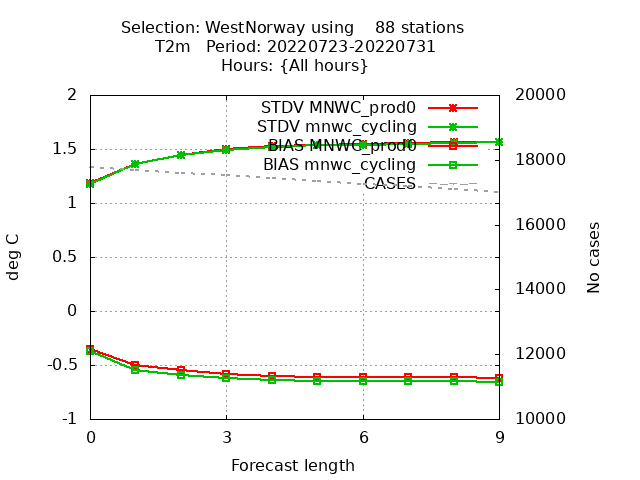 Selection: WestNorway using 88 stations
T2m Period: 20220723-20220731
Hours: {All hours}
STDV MNWC_prod0
STDV mnwc_cycling
BIAS MNWC_prod0
BIAS mnwc_cycling
CASES
2
1.5
1
0.5
0
-0.5
-1
deg C
20000
18000
16000
14000
12000
10000
No cases
0 3 6 9
Forecast length